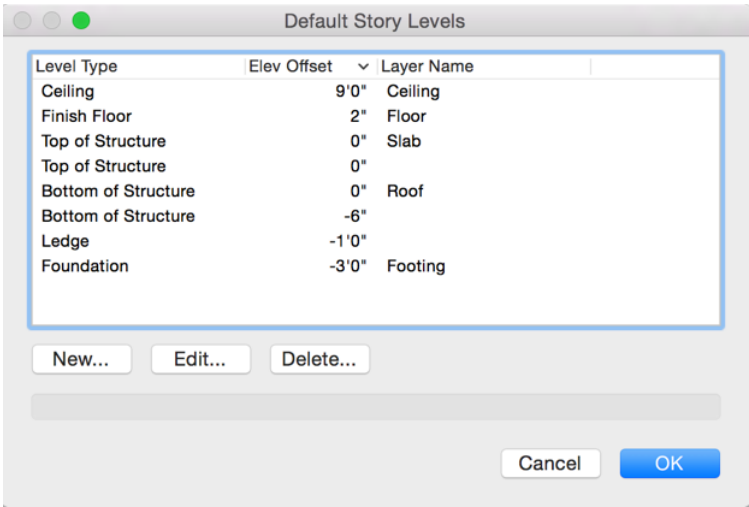 Default Story Levels
Level Type Elev Offset Layer Name
Ceiling 9'0" Ceiling
Finish Floor 2" Floor
Top of Structure 0" Slab
Top of Structure 0"
Bottom of Structure 0" Roof
Bottom of Structure -6"
Ledge -1'0"
Foundation -3'0" Footing
New... Edit... Delete...
Cancel OK